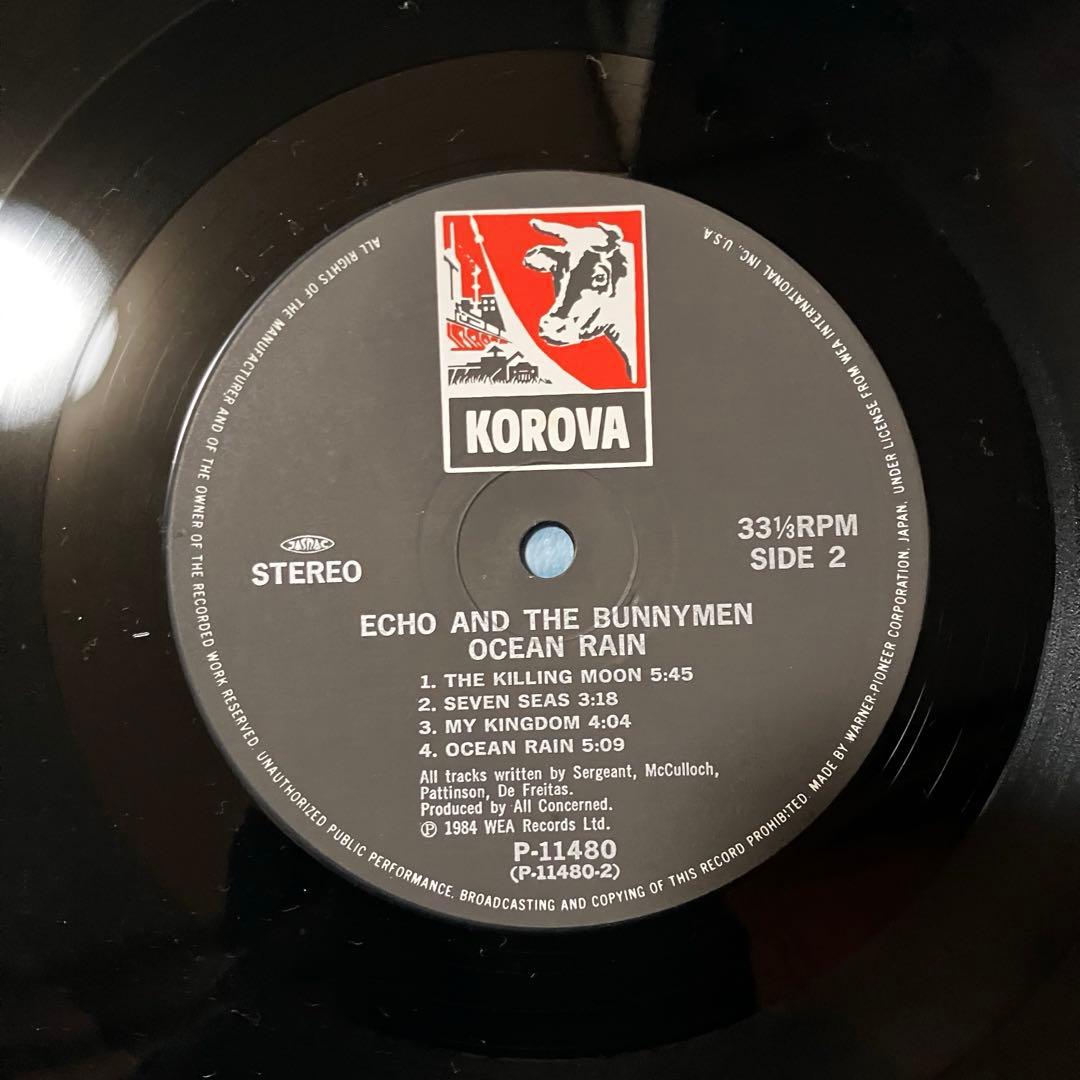 KOROVA
JASRAC
STEREO
33⅓RPM
SIDE 2
ECHO AND THE BUNNYMEN
OCEAN RAIN
1. THE KILLING MOON 5:45
2. SEVEN SEAS 3:18
3. MY KINGDOM 4:04
4. OCEAN RAIN 5:09
All tracks written by Sergeant, McCulloch,
Pattinson, De Freitas.
Produced by All Concerned.
Ⓟ 1984 WEA Records Ltd.
P-11480
(P-11480-2)
ALL RIGHTS OF THE MANUFACTURER AND OF THE OWNER OF THE RECORDED WORK RESERVED. UNAUTHORIZED PUBLIC PERFORMANCE, BROADCASTING AND COPYING OF THIS RECORD PROHIBITED. MADE BY WARNER-PIONEER CORPORATION, JAPAN. UNDER LICENSE FROM WEA INTERNATIONAL INC., U.S.A